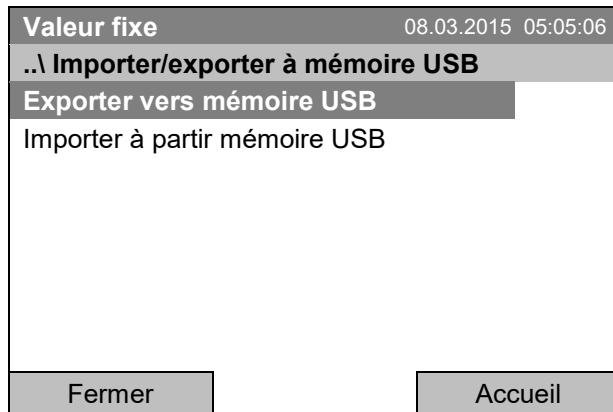 Valeur fixe 08.03.2015 05:05:06
..\ Importer/exporter à mémoire USB
Exporter vers mémoire USB
Importer à partir mémoire USB
Fermer Accueil